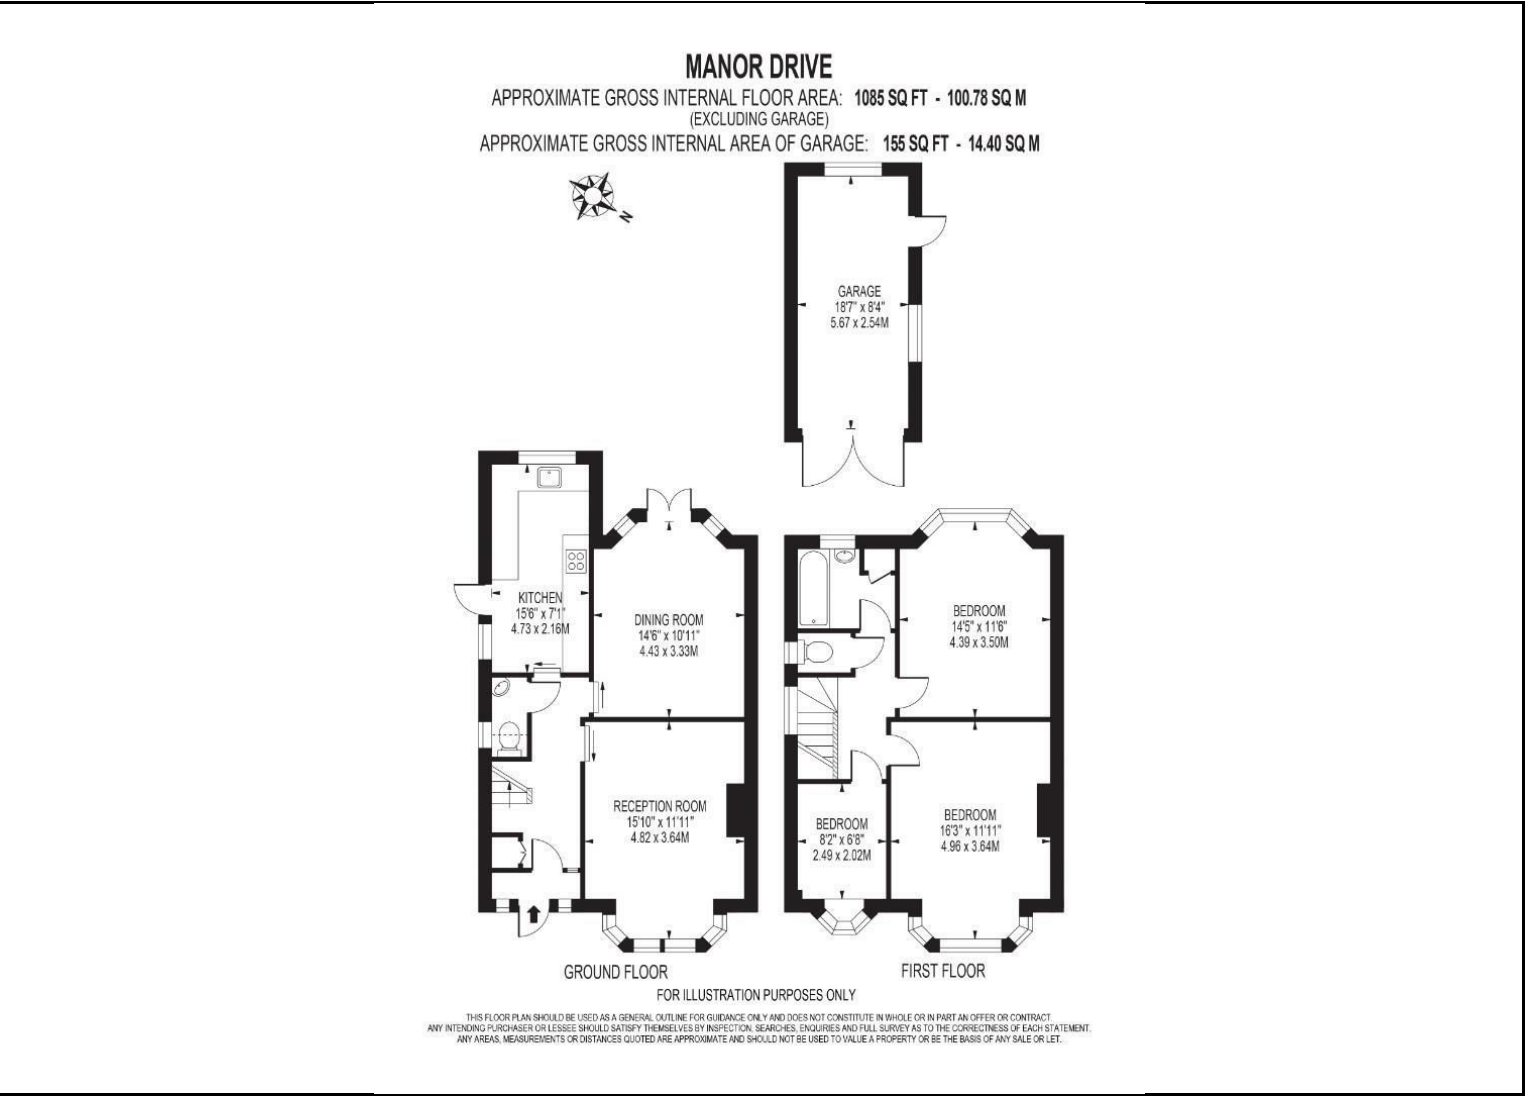 MANOR DRIVE
APPROXIMATE GROSS INTERNAL FLOOR AREA: 1085 SQ FT - 100.78 SQ M
(EXCLUDING GARAGE)
APPROXIMATE GROSS INTERNAL AREA OF GARAGE: 155 SQ FT - 14.40 SQ M
N
GARAGE
18'7" x 8'4"
5.67 x 2.54M
KITCHEN
15'6" x 7'1"
4.73 x 2.16M
DINING ROOM
14'6" x 10'11"
4.43 x 3.33M
BEDROOM
14'5" x 11'6"
4.39 x 3.50M
RECEPTION ROOM
15'10" x 11'11"
4.82 x 3.64M
BEDROOM
8'2" x 6'8"
2.49 x 2.02M
BEDROOM
16'3" x 11'11"
4.96 x 3.64M
GROUND FLOOR
FIRST FLOOR
FOR ILLUSTRATION PURPOSES ONLY
THIS FLOOR PLAN SHOULD BE USED AS A GENERAL OUTLINE FOR GUIDANCE ONLY AND DOES NOT CONSTITUTE IN WHOLE OR IN PART AN OFFER OR CONTRACT.
ANY INTENDING PURCHASER OR LESSEE SHOULD SATISFY THEMSELVES BY INSPECTION, SEARCHES, ENQUIRIES AND FULL SURVEY AS TO THE CORRECTNESS OF EACH STATEMENT.
ANY AREAS, MEASUREMENTS OR DISTANCES QUOTED ARE APPROXIMATE AND SHOULD NOT BE USED TO VALUE A PROPERTY OR BE THE BASIS OF ANY SALE OR LET.